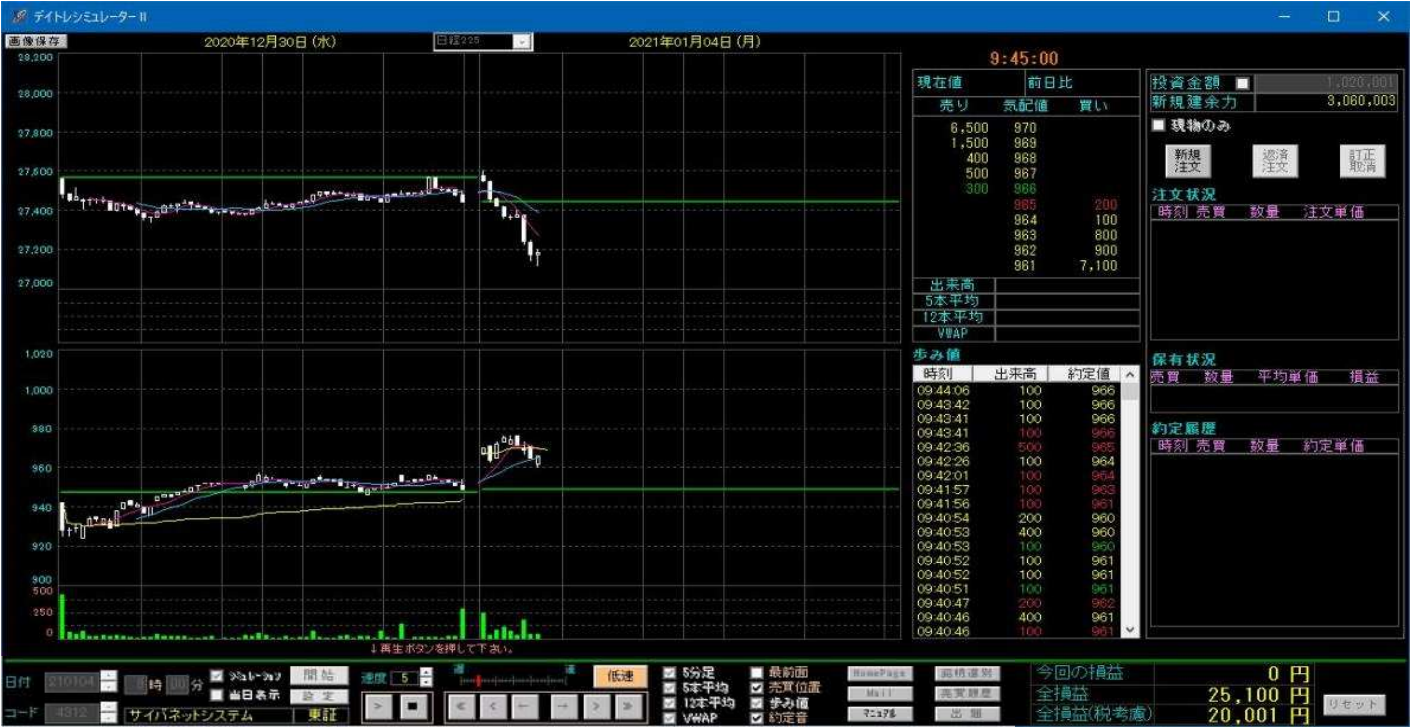 デイトレシミュレーターⅡ
画像保存 2020年12月30日(水) 日経225 2021年01月04日(月)
9:45:00
28,200
28,000
27,800
27,600
27,400
27,200
27,000
現在値 前日比
売り 気配値 買い
6,500 970
1,500 969
400 968
500 967
300 966
965 200
964 100
963 800
962 900
961 7,100
出来高
5本平均
12本平均
VWAP
投資金額 1,020,001
新規建余力 3,060,003
現物のみ
新規注文 返済注文 訂正取消
注文状況
時刻 売買 数量 注文単価
保有状況
売買 数量 平均単価 損益
約定履歴
時刻 売買 数量 約定単価
1,020
1,000
980
960
940
920
900
500
250
0
歩み値
時刻 出来高 約定値
09:44:06 100 966
09:43:42 100 966
09:43:41 100 966
09:43:41 100 966
09:42:36 500 965
09:42:26 100 964
09:42:01 100 964
09:41:57 100 963
09:41:56 100 961
09:40:54 200 960
09:40:53 400 960
09:40:53 100 960
09:40:52 100 961
09:40:52 100 961
09:40:51 100 961
09:40:47 200 962
09:40:46 400 961
09:40:46 100 961
↓再生ボタンを押して下さい。
日付 210104 8時 00分 シミュレーション 開始
当日表示 設定
コード 4312 サイバネットシステム 東証
速度 5 遅 速 低速
> ■ « < ← → > »
5分足 最前面
5本平均 売買位置
12本平均 歩み値
VWAP 約定音
HomePage 銘柄選別
Mail 売買履歴
マニュアル 出題
今回の損益 0 円
全損益 25,100 円
全損益(税考慮) 20,001 円
リセット